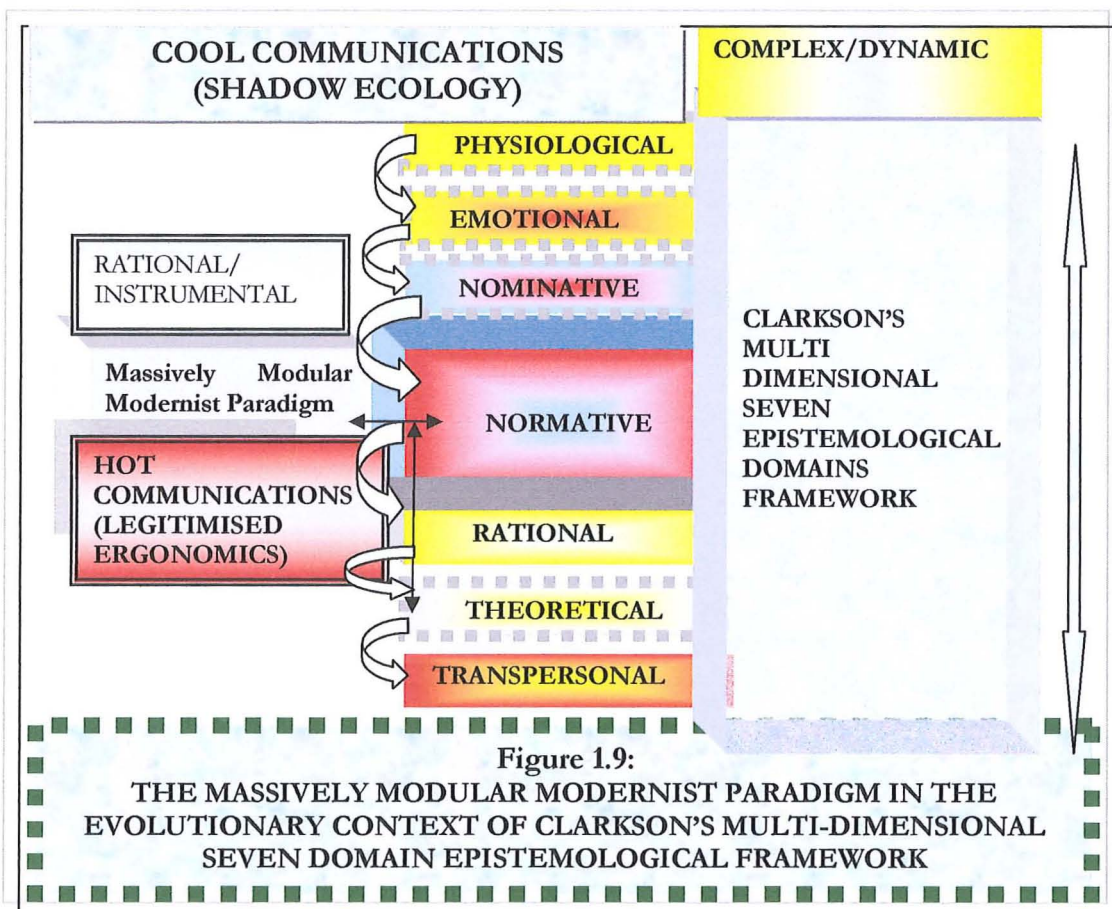 COOL COMMUNICATIONS
(SHADOW ECOLOGY)
COMPLEX/DYNAMIC
PHYSIOLOGICAL
EMOTIONAL
NOMINATIVE
NORMATIVE
RATIONAL
THEORETICAL
TRANSPERSONAL
RATIONAL/
INSTRUMENTAL
Massively Modular
Modernist Paradigm
HOT
COMMUNICATIONS
(LEGITIMISED
ERGONOMICS)
CLARKSON'S
MULTI
DIMENSIONAL
SEVEN
EPISTEMOLOGICAL
DOMAINS
FRAMEWORK
Figure 1.9:
THE MASSIVELY MODULAR MODERNIST PARADIGM IN THE
EVOLUTIONARY CONTEXT OF CLARKSON'S MULTI-DIMENSIONAL
SEVEN DOMAIN EPISTEMOLOGICAL FRAMEWORK